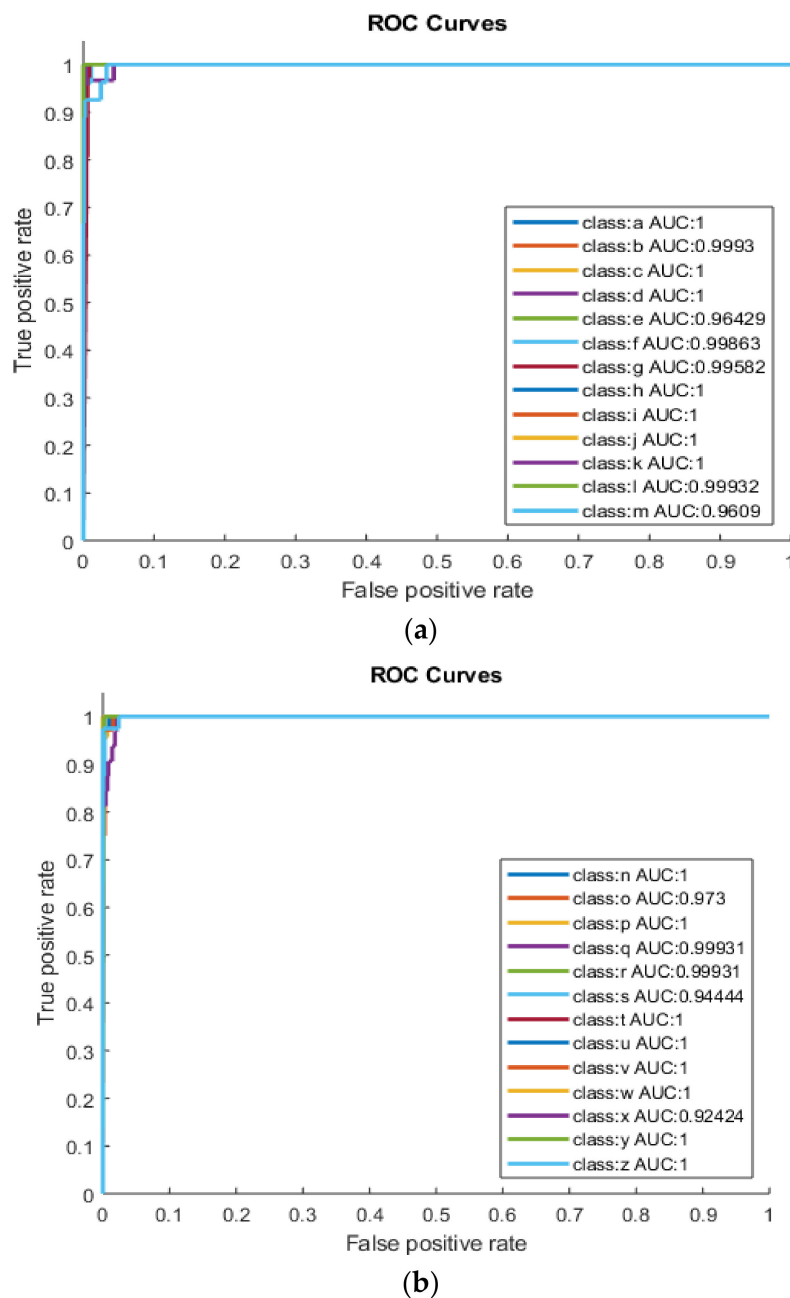 ROC Curves
1
0.9
0.8
0.7
0.6
0.5
0.4
0.3
0.2
0.1
0
True positive rate
class:a AUC:1
class:b AUC:0.9993
class:c AUC:1
class:d AUC:1
class:e AUC:0.96429
class:f AUC:0.99863
class:g AUC:0.99582
class:h AUC:1
class:i AUC:1
class:j AUC:1
class:k AUC:1
class:l AUC:0.99932
class:m AUC:0.9609
0 0.1 0.2 0.3 0.4 0.5 0.6 0.7 0.8 0.9 1
False positive rate
(a)
ROC Curves
1
0.9
0.8
0.7
0.6
0.5
0.4
0.3
0.2
0.1
0
True positive rate
class:n AUC:1
class:o AUC:0.973
class:p AUC:1
class:q AUC:0.99931
class:r AUC:0.99931
class:s AUC:0.94444
class:t AUC:1
class:u AUC:1
class:v AUC:1
class:w AUC:1
class:x AUC:0.92424
class:y AUC:1
class:z AUC:1
0 0.1 0.2 0.3 0.4 0.5 0.6 0.7 0.8 0.9 1
False positive rate
(b)